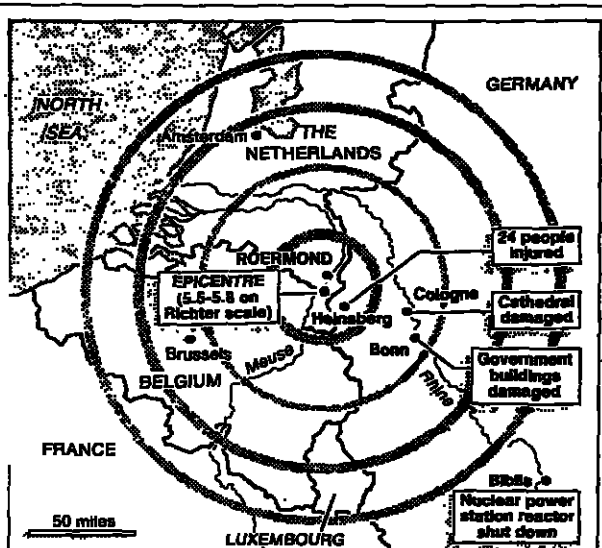 GERMANY
NORTH
SEA
Amsterdam
THE
NETHERLANDS
ROERMOND
24 people
injured
EPICENTRE
(5.5-5.8 on
Richter scale)
Heinsberg
Cologne
Cathedral
damaged
Brussels
Meuse
Bonn
Government
buildings
damaged
BELGIUM
Rhine
FRANCE
Biblis
Nuclear power
station reactor
shut down
50 miles
LUXEMBOURG